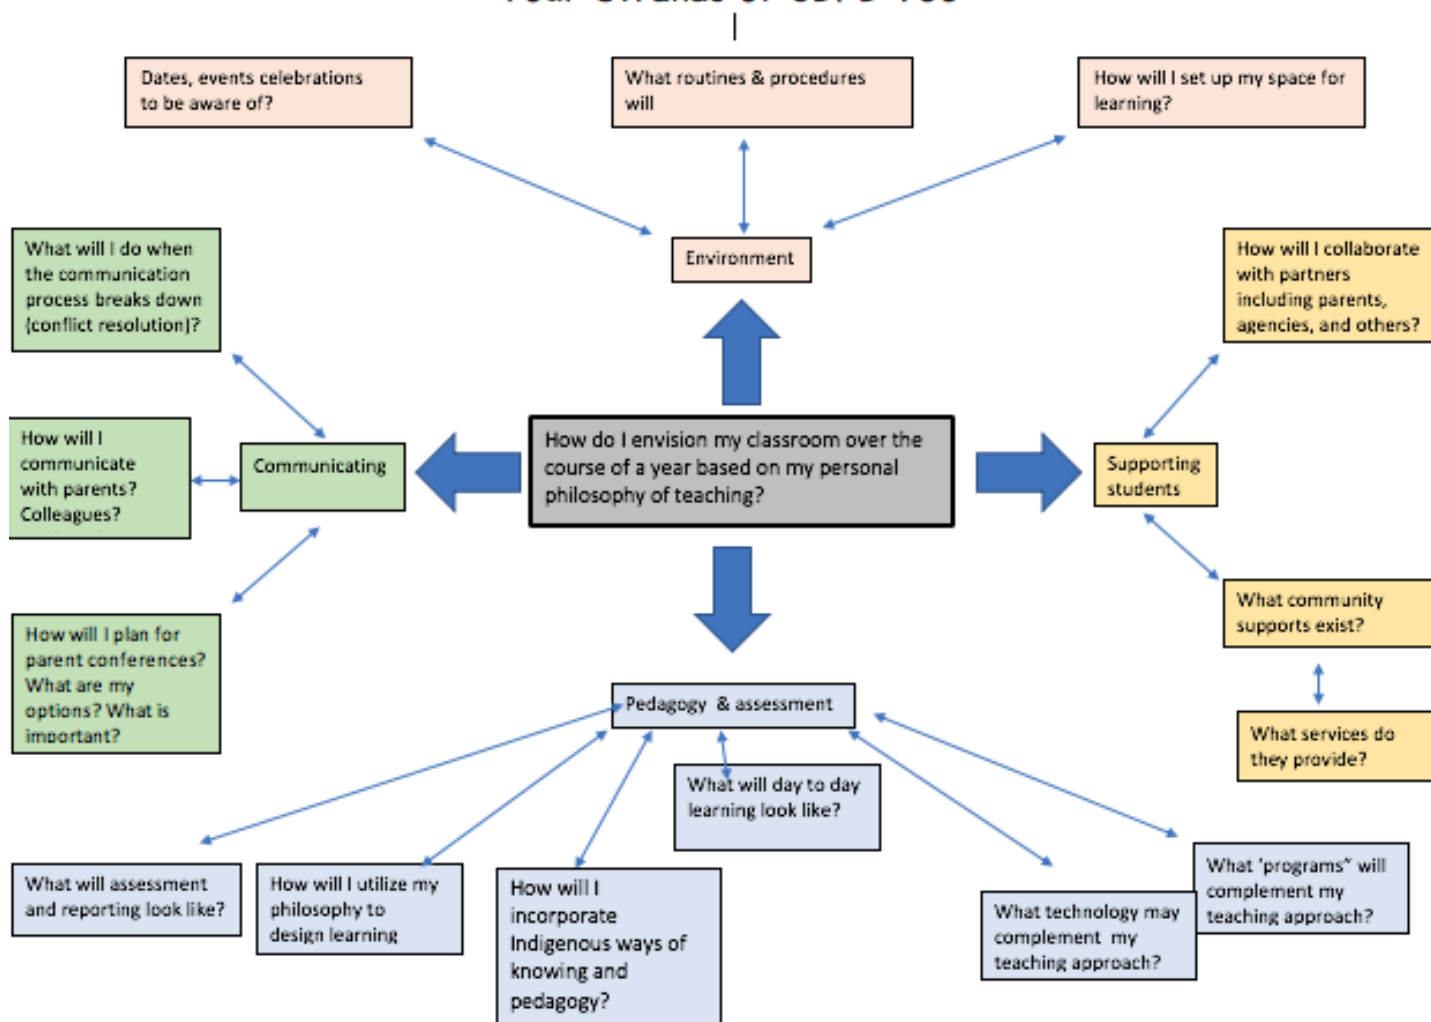 Dates, events celebrations
to be aware of?
What routines & procedures
will
How will I set up my space for
learning?
Environment
What will I do when
the communication
process breaks down
(conflict resolution)?
How will I collaborate
with partners
including parents,
agencies, and others?
How will I
communicate
with parents?
Colleagues?
Communicating
How do I envision my classroom over the
course of a year based on my personal
philosophy of teaching?
Supporting
students
How will I plan for
parent conferences?
What are my
options? What is
important?
What community
supports exist?
What services do
they provide?
Pedagogy & assessment
What will day to day
learning look like?
What will assessment
and reporting look like?
How will I utilize my
philosophy to
design learning
How will I
incorporate
Indigenous ways of
knowing and
pedagogy?
What technology may
complement my
teaching approach?
What 'programs" will
complement my
teaching approach?